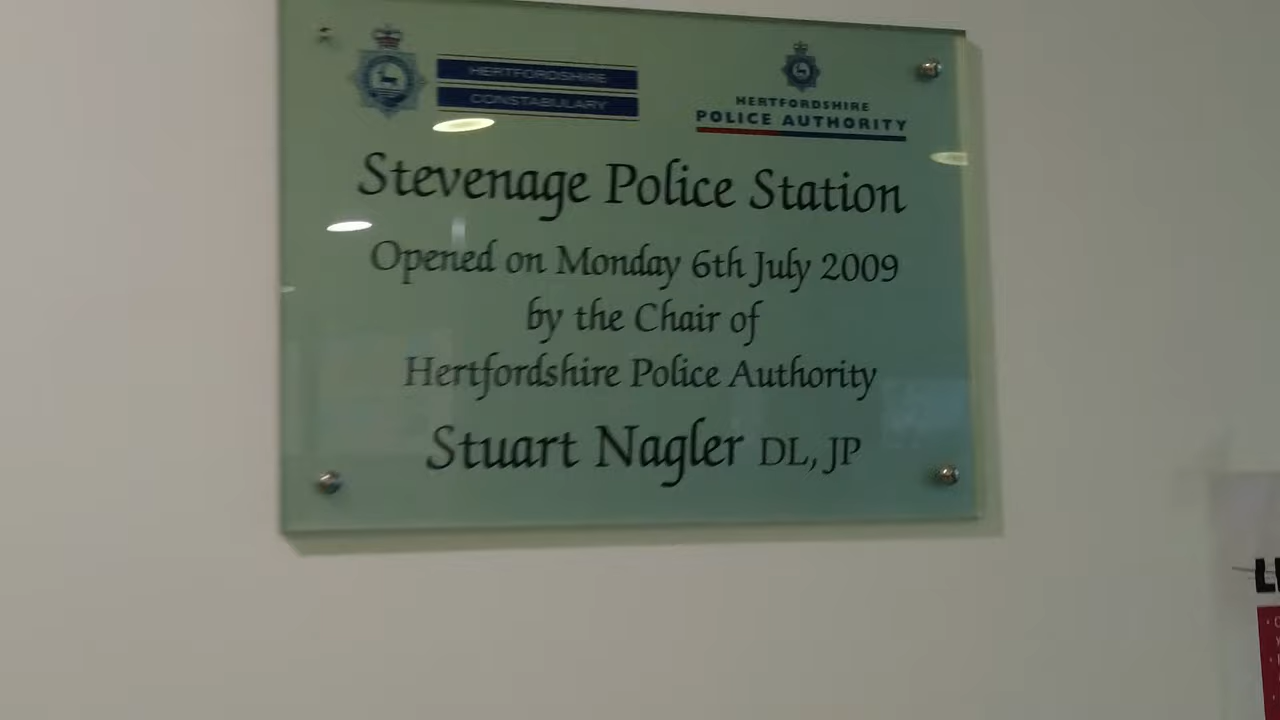 HERTFORDSHIRE
CONSTABULARY
HERTFORDSHIRE
POLICE AUTHORITY
Stevenage Police Station
Opened on Monday 6th July 2009
by the Chair of
Hertfordshire Police Authority
Stuart Nagler DL, JP